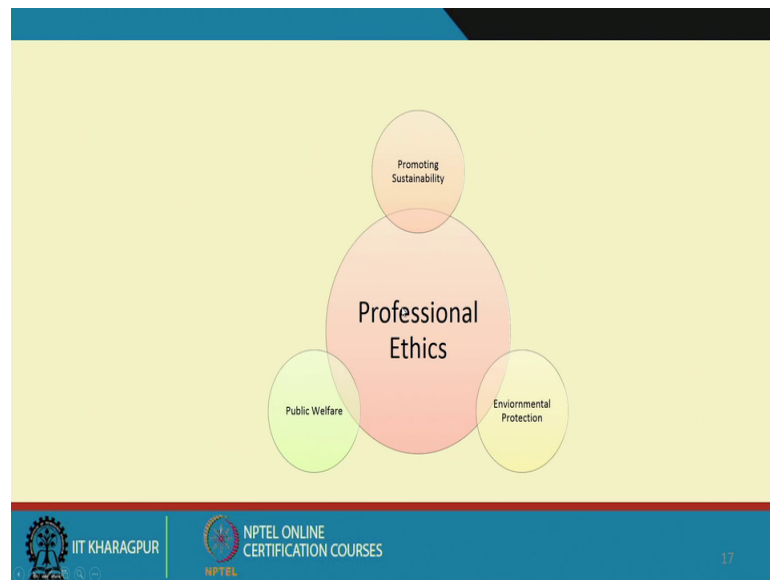 Promoting
Sustainability
Professional
Ethics
Public Welfare
Enviornmental
Protection
IIT KHARAGPUR
NPTEL
NPTEL ONLINE
CERTIFICATION COURSES
17